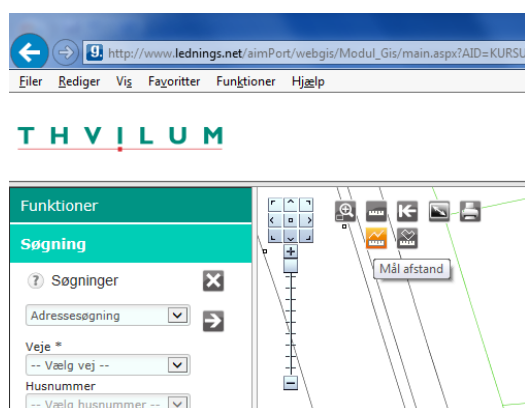 http://www.lednings.net/aimPort/webgis/Modul_Gis/main.aspx?AID=KURSU
Filer Rediger Vis Favoritter Funktioner Hjælp
THVILUM
Funktioner
Søgning
? Søgninger
Adressesøgning
Mål afstand
Veje *
-- Vælg vej --
Husnummer
-- Vælg husnummer --